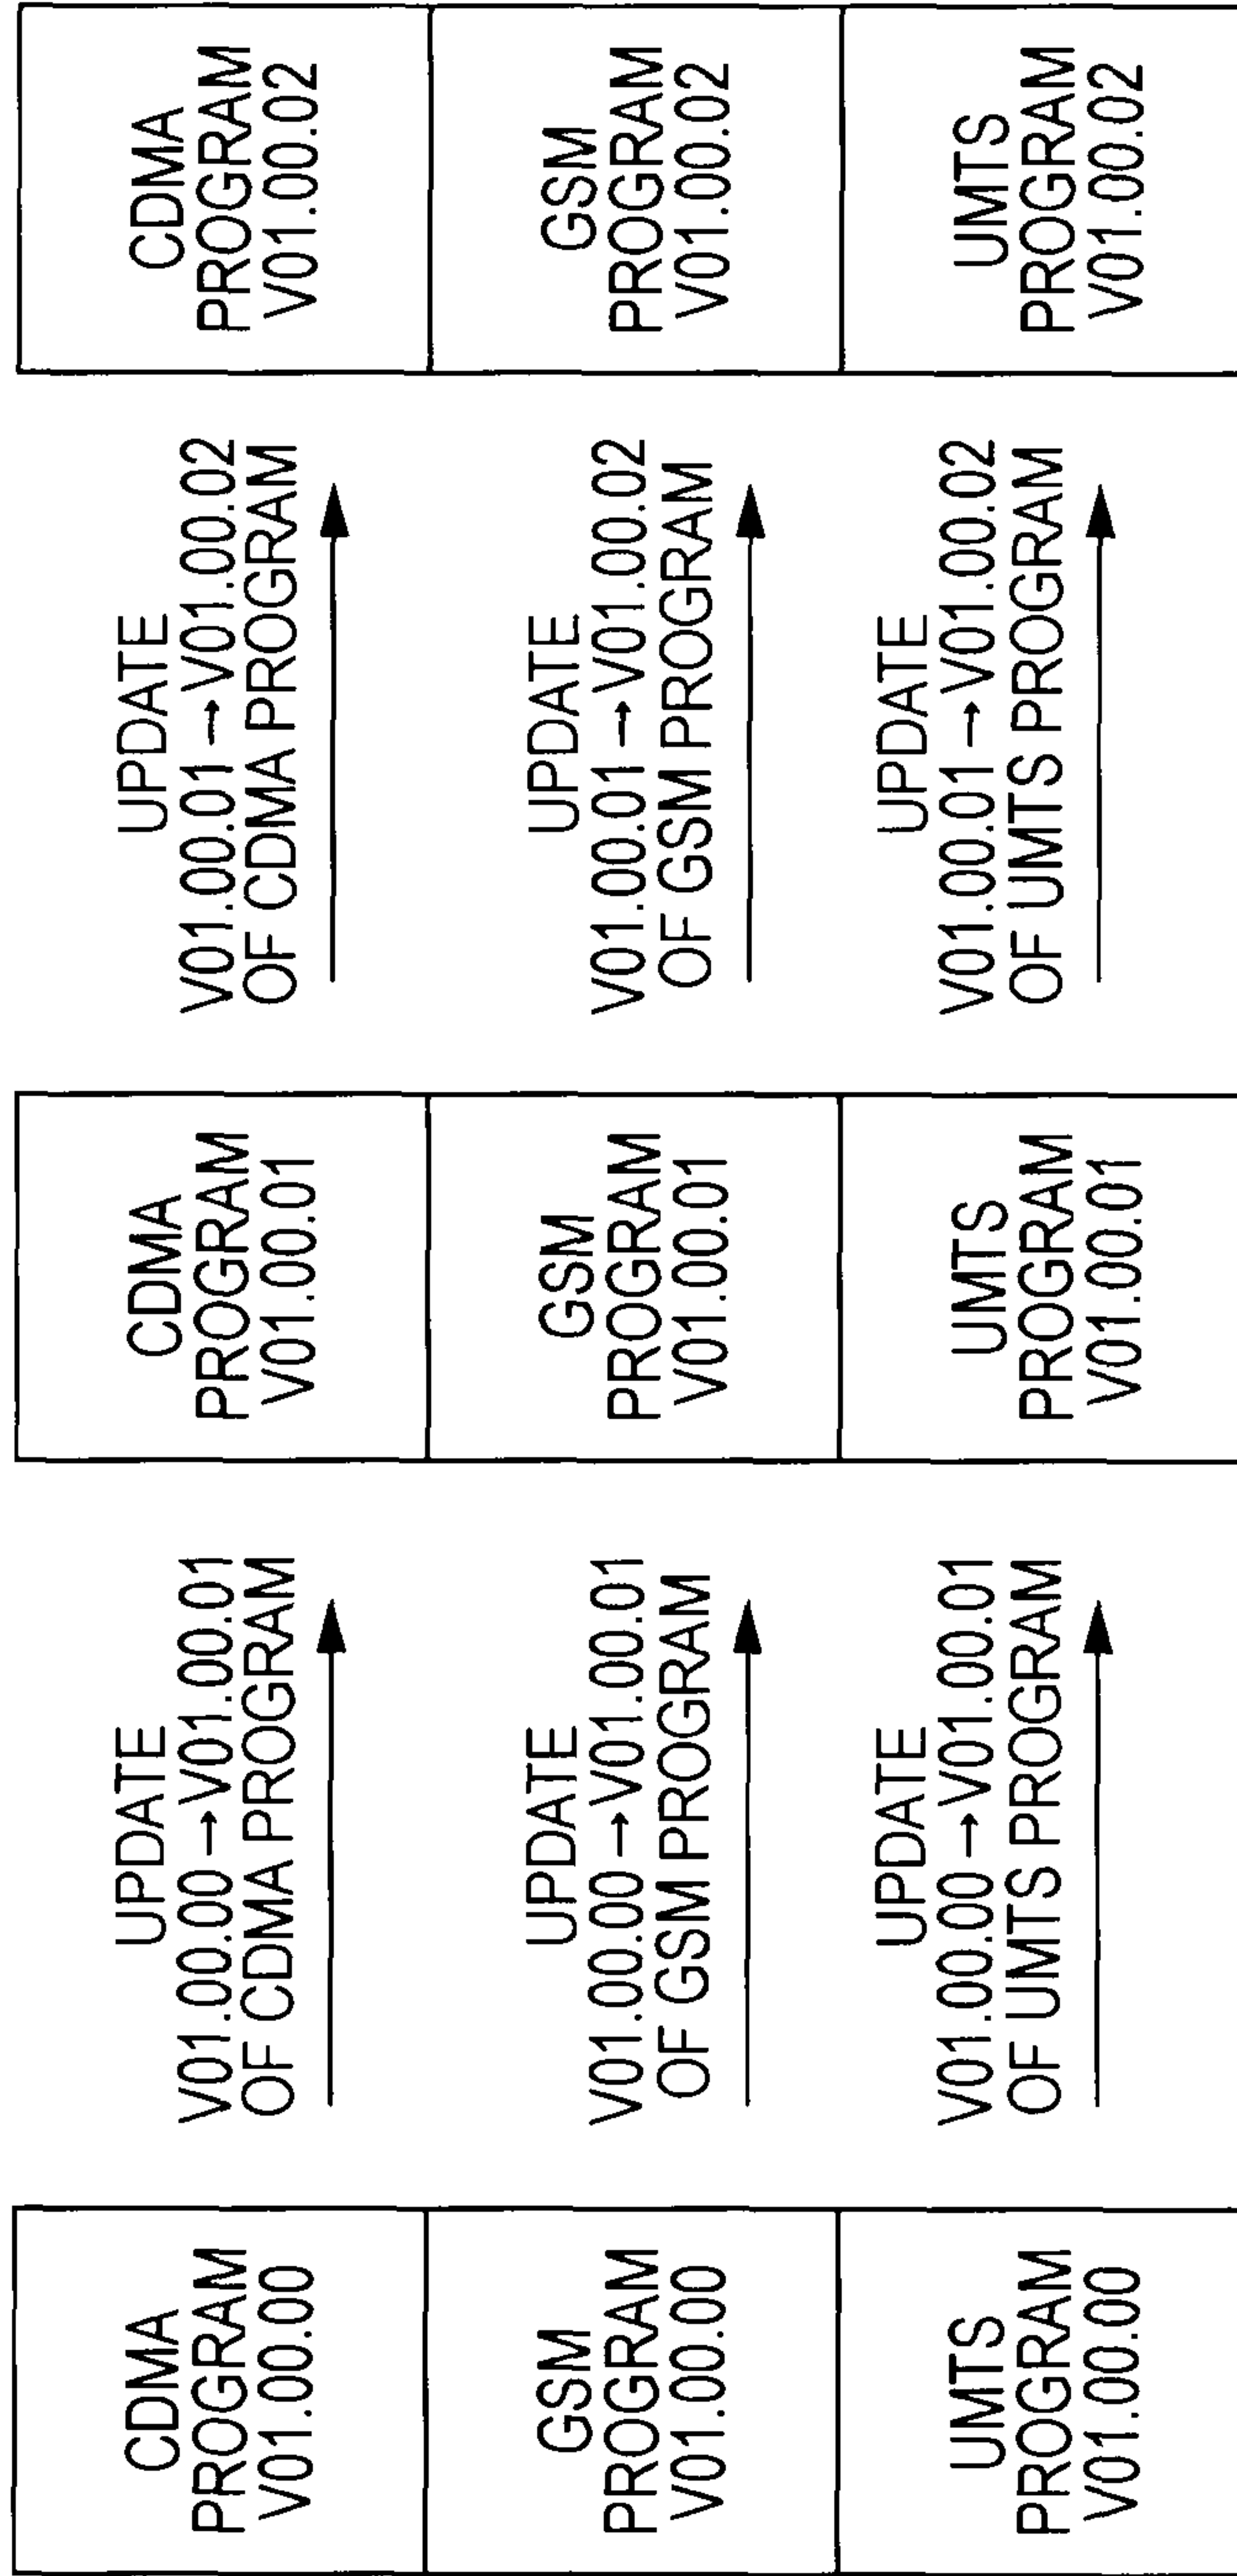 CDMA
PROGRAM
V01.00.00
GSM
PROGRAM
V01.00.00
UMTS
PROGRAM
V01.00.00
UPDATE
V01.00.00→V01.00.01
OF CDMA PROGRAM
UPDATE
V01.00.00→V01.00.01
OF GSM PROGRAM
UPDATE
V01.00.00→V01.00.01
OF UMTS PROGRAM
CDMA
PROGRAM
V01.00.01
GSM
PROGRAM
V01.00.01
UMTS
PROGRAM
V01.00.01
UPDATE
V01.00.01→V01.00.02
OF CDMA PROGRAM
UPDATE
V01.00.01→V01.00.02
OF GSM PROGRAM
UPDATE
V01.00.01→V01.00.02
OF UMTS PROGRAM
CDMA
PROGRAM
V01.00.02
GSM
PROGRAM
V01.00.02
UMTS
PROGRAM
V01.00.02